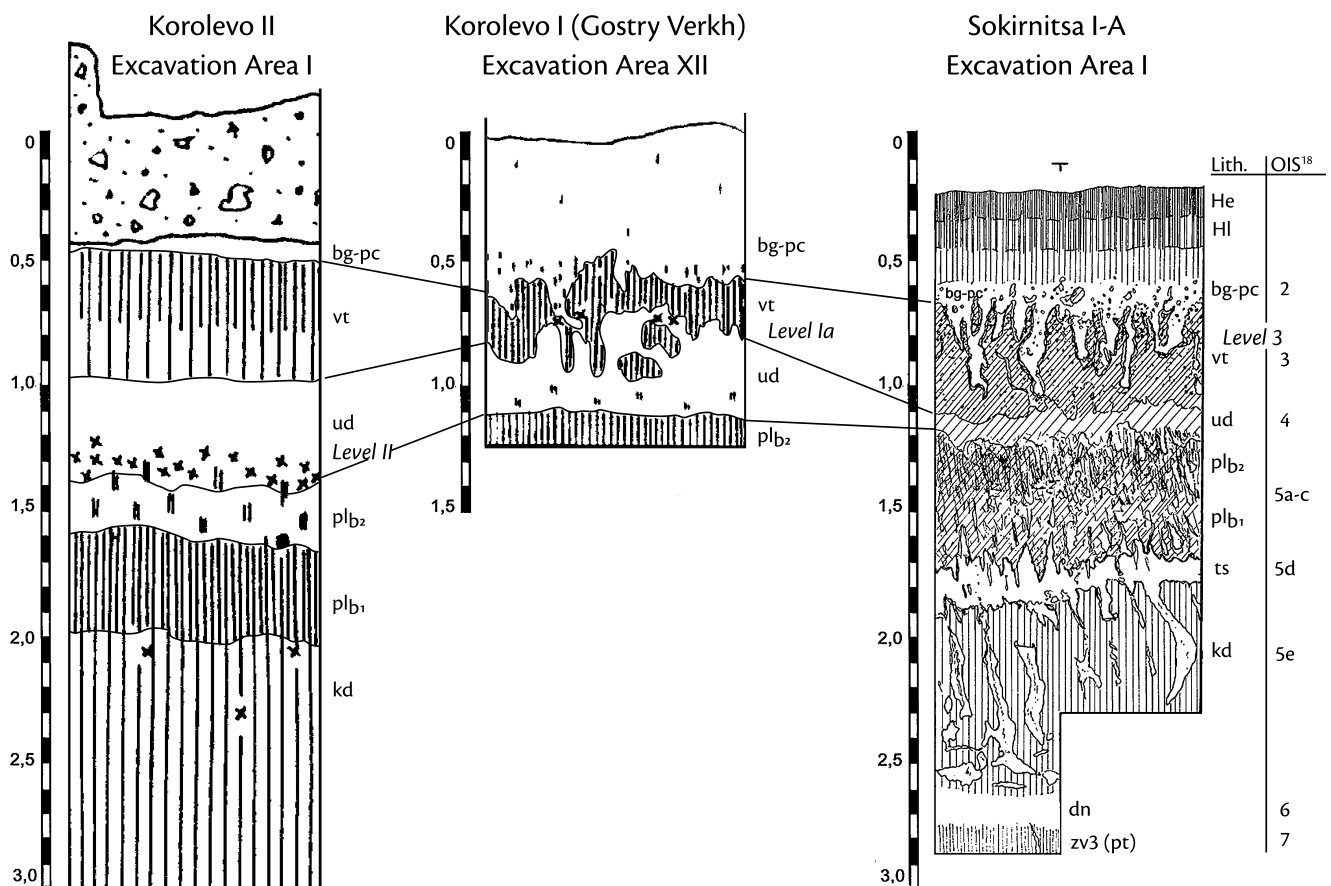 Korolevo II
Excavation Area I
0
0,5
1,0
1,5
2,0
2,5
3,0
bg-pc
vt
ud
Level II
plb₂
plb₁
kd
Korolevo I (Gostry Verkh)
Excavation Area XII
0
0,5
1,0
1,5
bg-pc
vt
Level Ia
ud
plb₂
Sokirnitsa I-A
Excavation Area I
0
0,5
1,0
1,5
2,0
2,5
3,0
bg-pc
Lith. OIS¹⁸
He
Hl
bg-pc 2
Level 3
vt 3
ud 4
plb₂
5a-c
plb₁
ts 5d
kd 5e
dn 6
zv3 (pt) 7